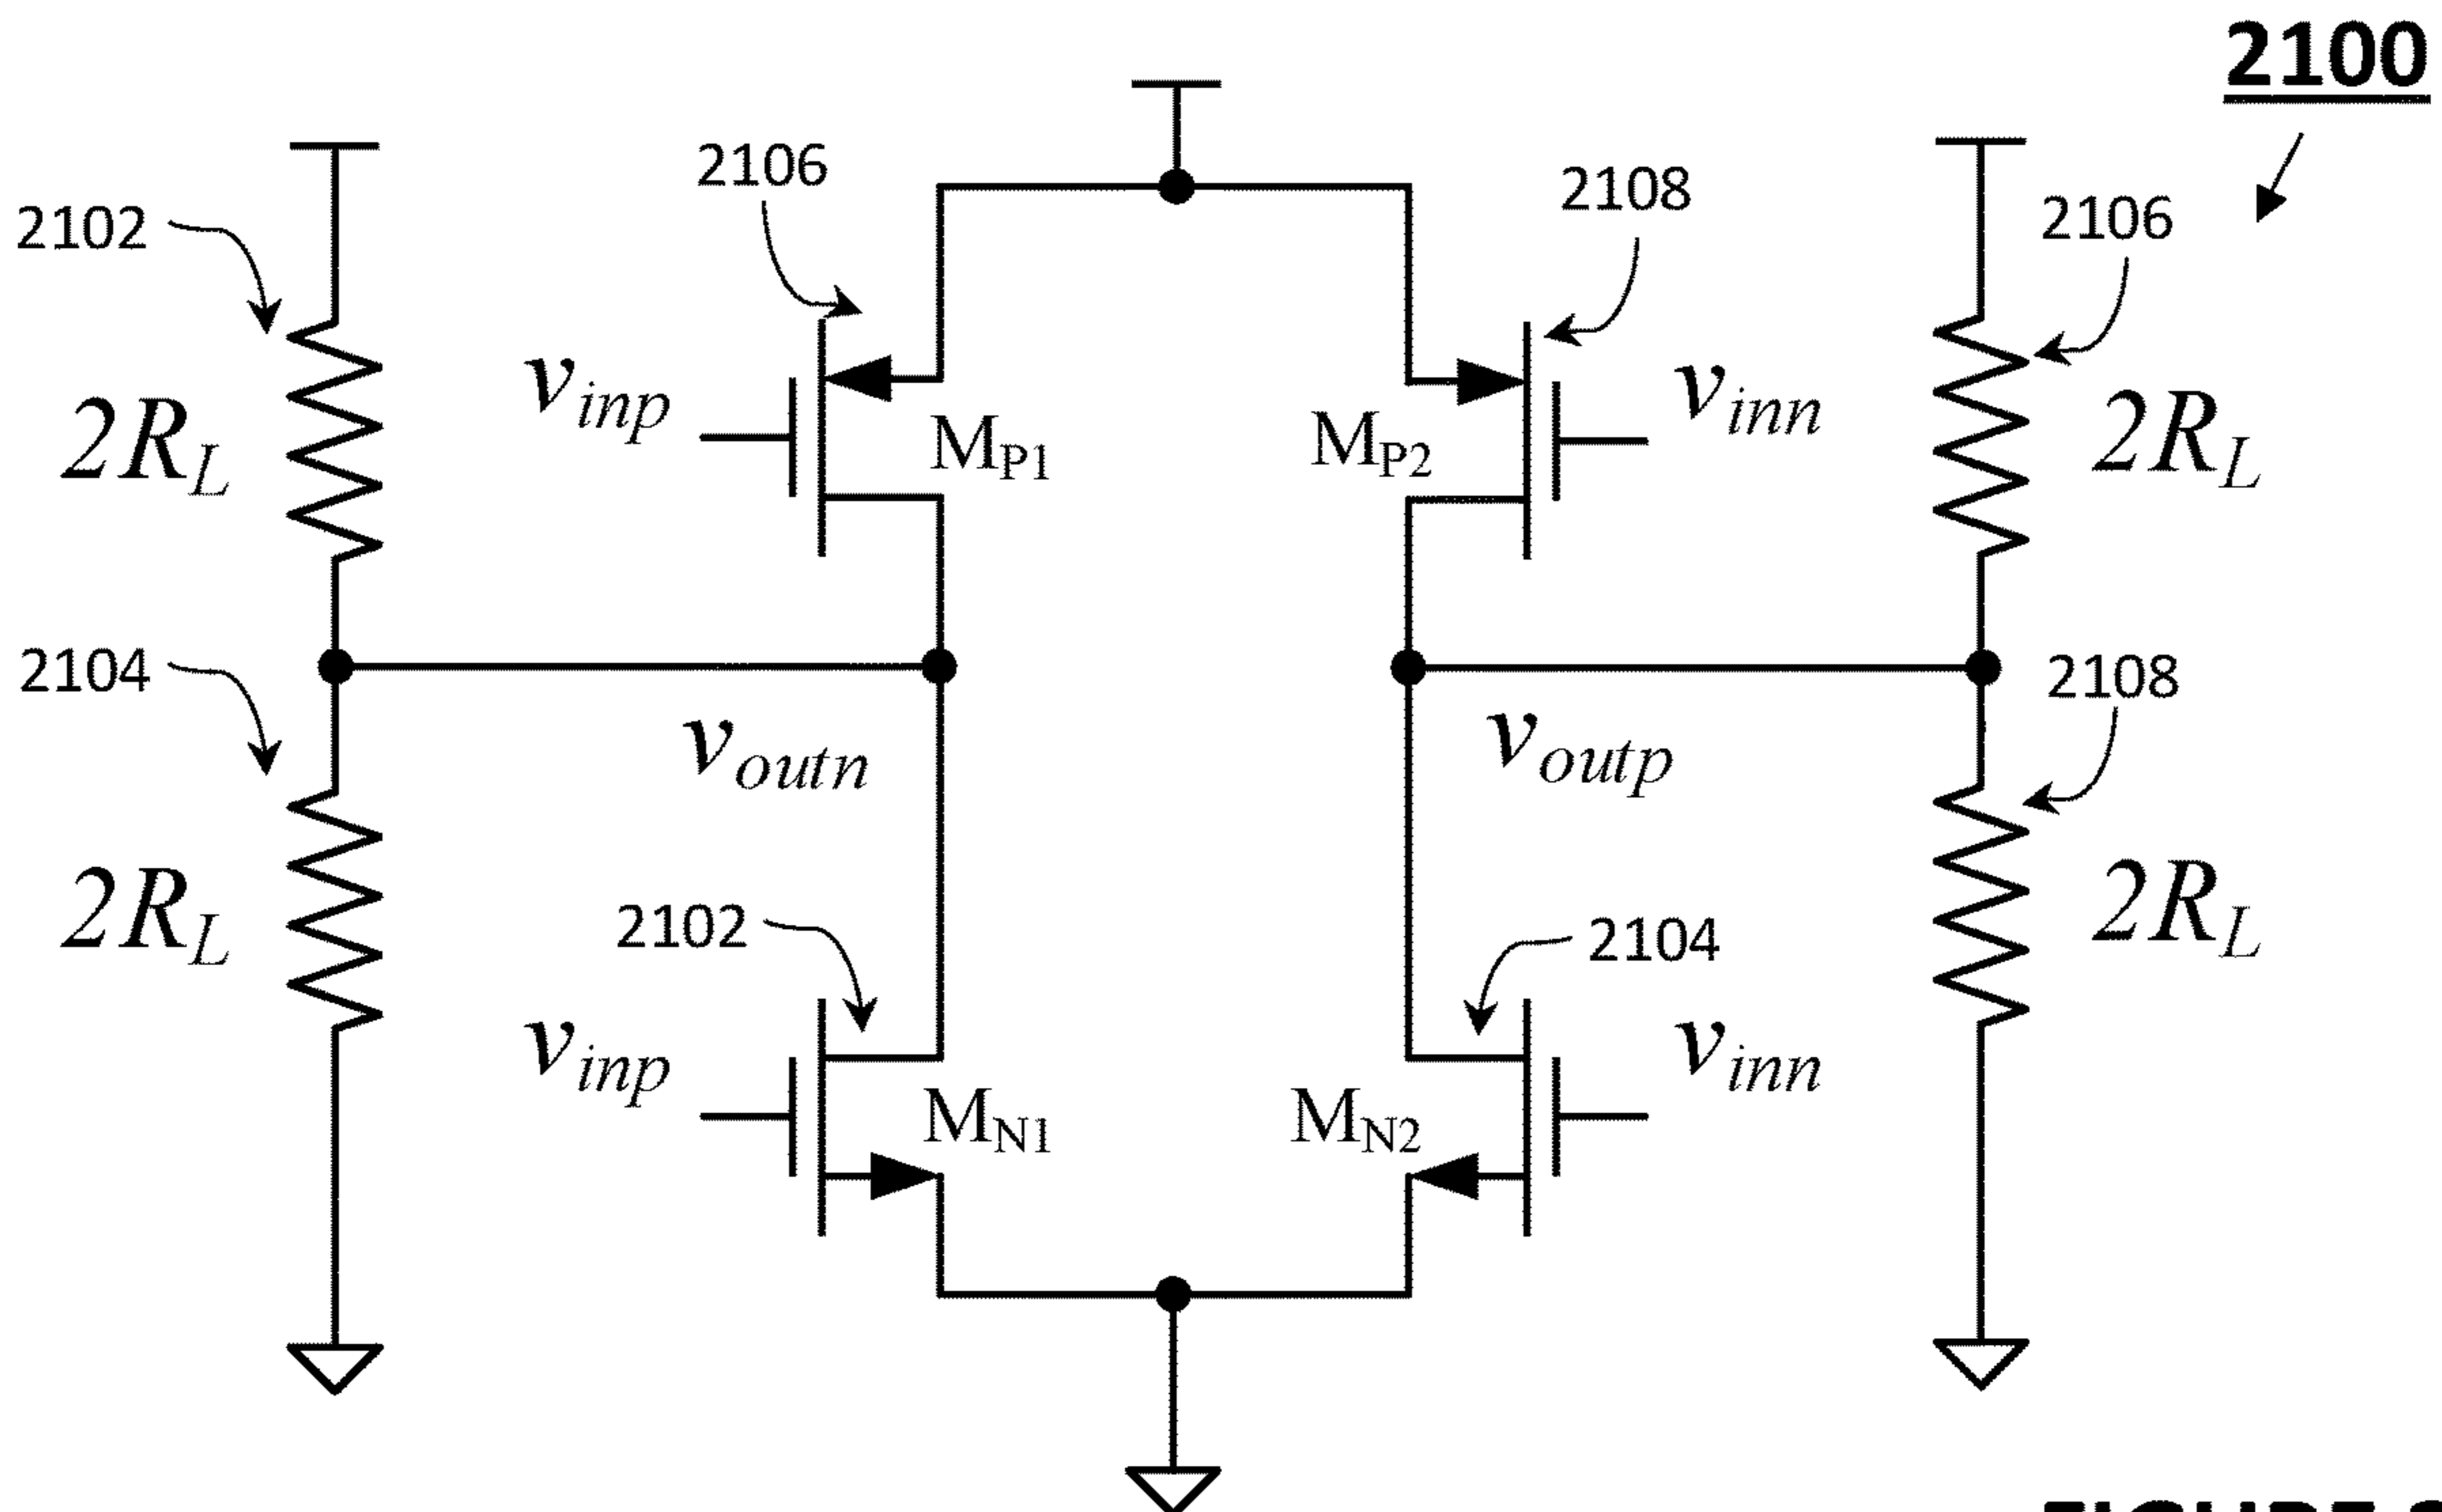 2100
2106
2108
2102
2106
v_inp
v_inn
2R_L
M_P1
M_P2
2R_L
2104
2108
v_outn
v_outp
2R_L
2102
2104
2R_L
v_inp
v_inn
M_N1
M_N2